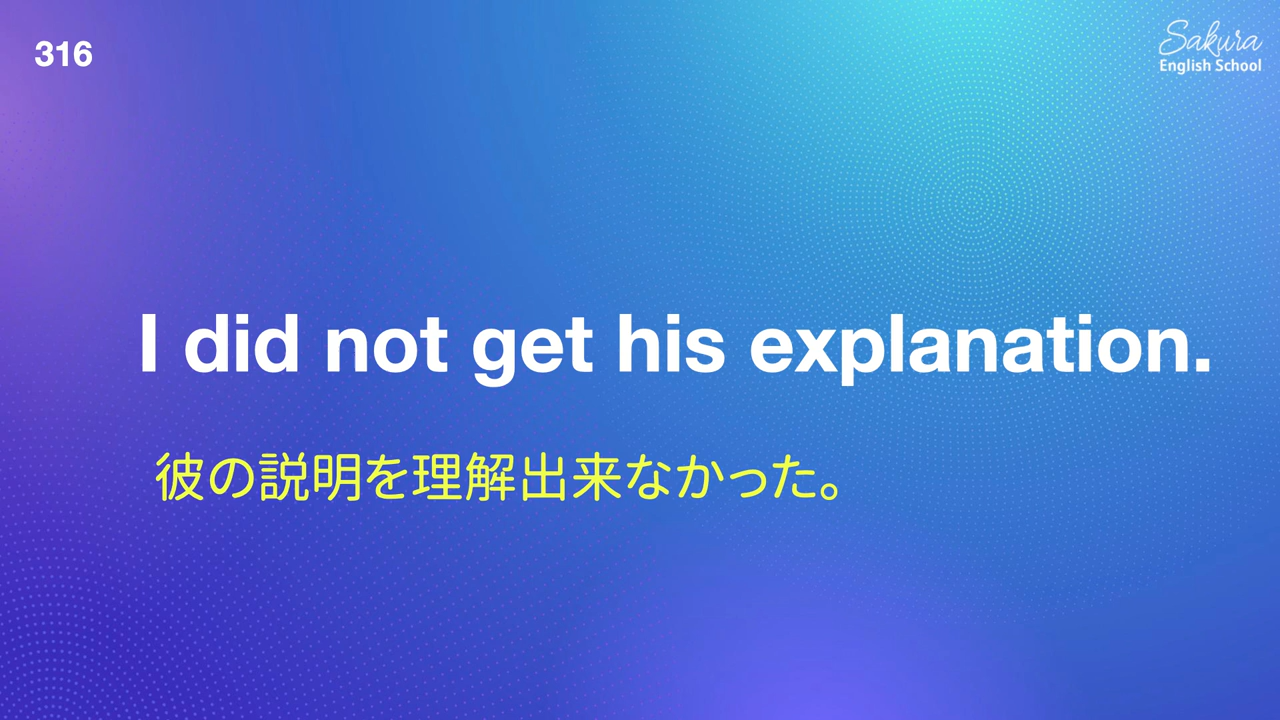 316
Sakura
English School
I did not get his explanation.
彼の説明を理解出来なかった。